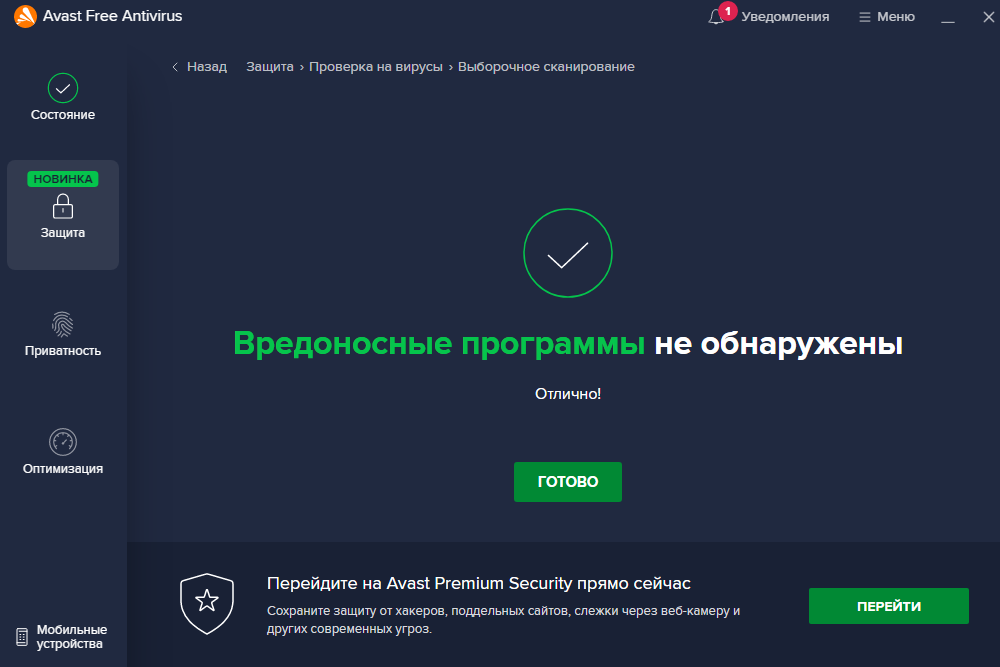 Avast Free Antivirus
1
Уведомления
Меню
Назад
Защита › Проверка на вирусы › Выборочное сканирование
Состояние
НОВИНКА
Защита
Приватность
Оптимизация
Мобильные
устройства
Вредоносные программы не обнаружены
Отлично!
ГОТОВО
Перейдите на Avast Premium Security прямо сейчас
Сохраните защиту от хакеров, поддельных сайтов, слежки через веб-камеру и
других современных угроз.
ПЕРЕЙТИ